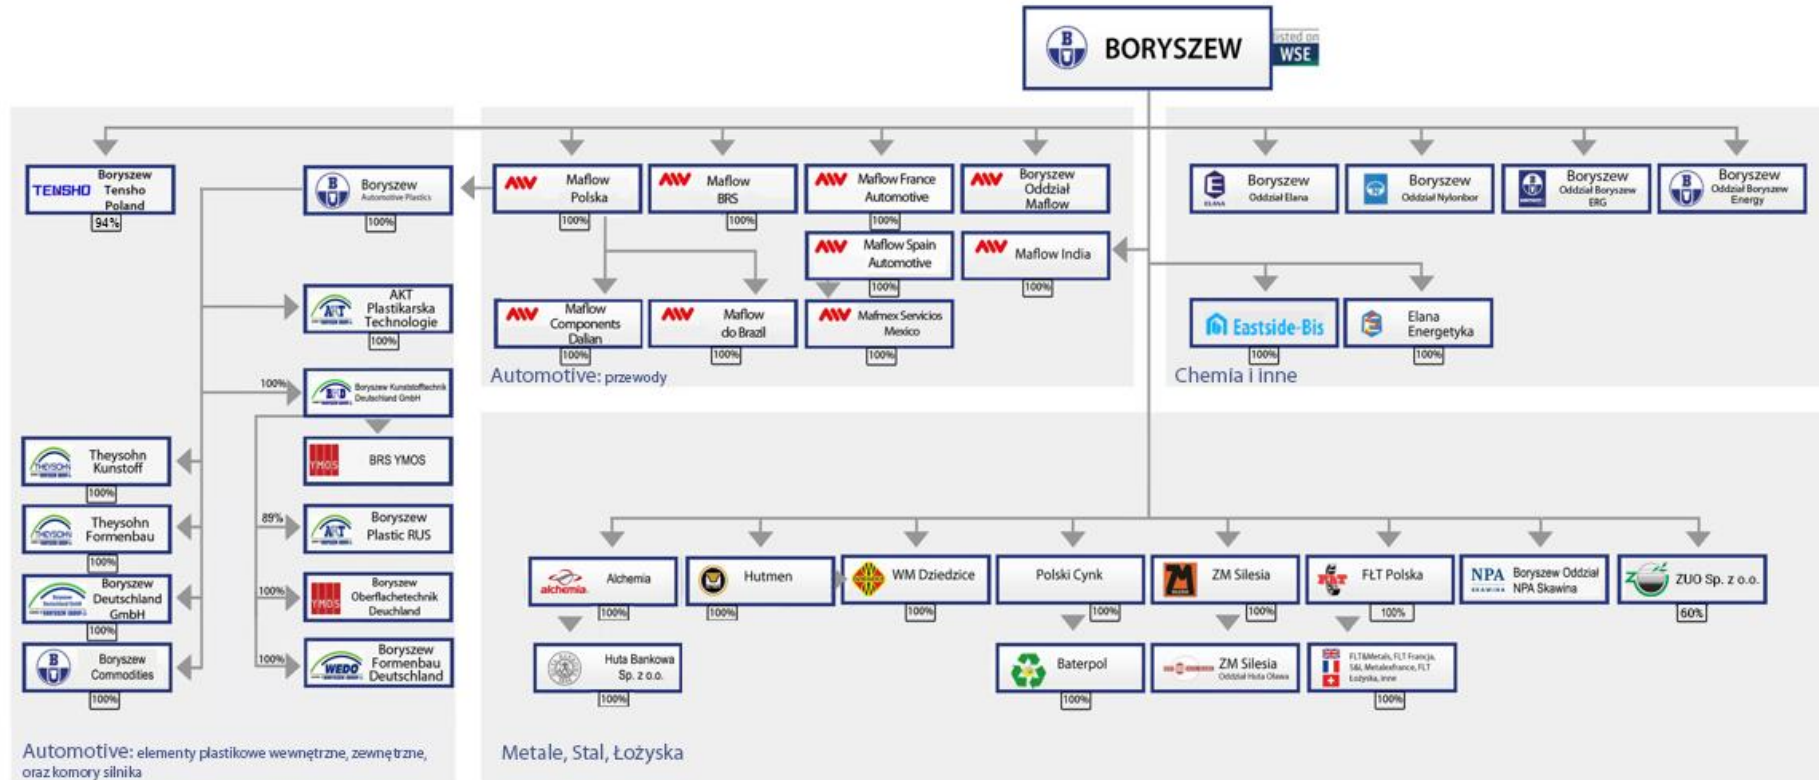 BORYSZEW
listed on
WSE
TENSHO
Boryszew
Tensho
Poland
94%
Boryszew
Automotive Plastics
100%
AKT
Plastikarska
Technologie
100%
100%
Boryszew Kunststofftechnik
Deutschland GmbH
Theysohn
Kunstoff
100%
YMOS
BRS YMOS
Theysohn
Formenbau
100%
89%
Boryszew
Plastic RUS
Boryszew
Deutschland
GmbH
100%
100%
YMOS
Boryszew
Oberflachetechnik
Deuchland
Boryszew
Commodities
100%
100%
WEDO
Boryszew
Formenbau
Deutschland
Automotive: elementy plastikowe wewnętrzne, zewnętrzne,
oraz komory silnika
Maflow
Polska
100%
Maflow
BRS
100%
Maflow France
Automotive
100%
Boryszew
Oddział
Maflow
Maflow Spain
Automotive
100%
Maflow India
100%
Maflow
Components
Dalian
100%
Maflow
do Brazil
100%
Mafmex Servicios
Mexico
100%
Automotive: przewody
ELANA
Boryszew
Oddział Elana
Boryszew
Oddział Nylonbor
Boryszew
Oddział Boryszew
ERG
Boryszew
Oddział Boryszew
Energy
Eastside-Bis
100%
Elana
Energetyka
100%
Chemia i inne
alchemia
Alchemia
100%
Hutmen
100%
WM Dziedzice
100%
Polski Cynk
100%
ZM Silesia
100%
FŁT Polska
100%
NPA
SKAWINA
Boryszew Oddział
NPA Skawina
ZUO Sp. z o.o.
60%
Huta Bankowa
Sp. z o.o.
100%
Baterpol
100%
ZM Silesia
Oddział Huta Oława
FLT&Metals, FLT Francja,
S&I, Metalexfrance, FLT
Łożyska, inne
100%
Metale, Stal, Łożyska